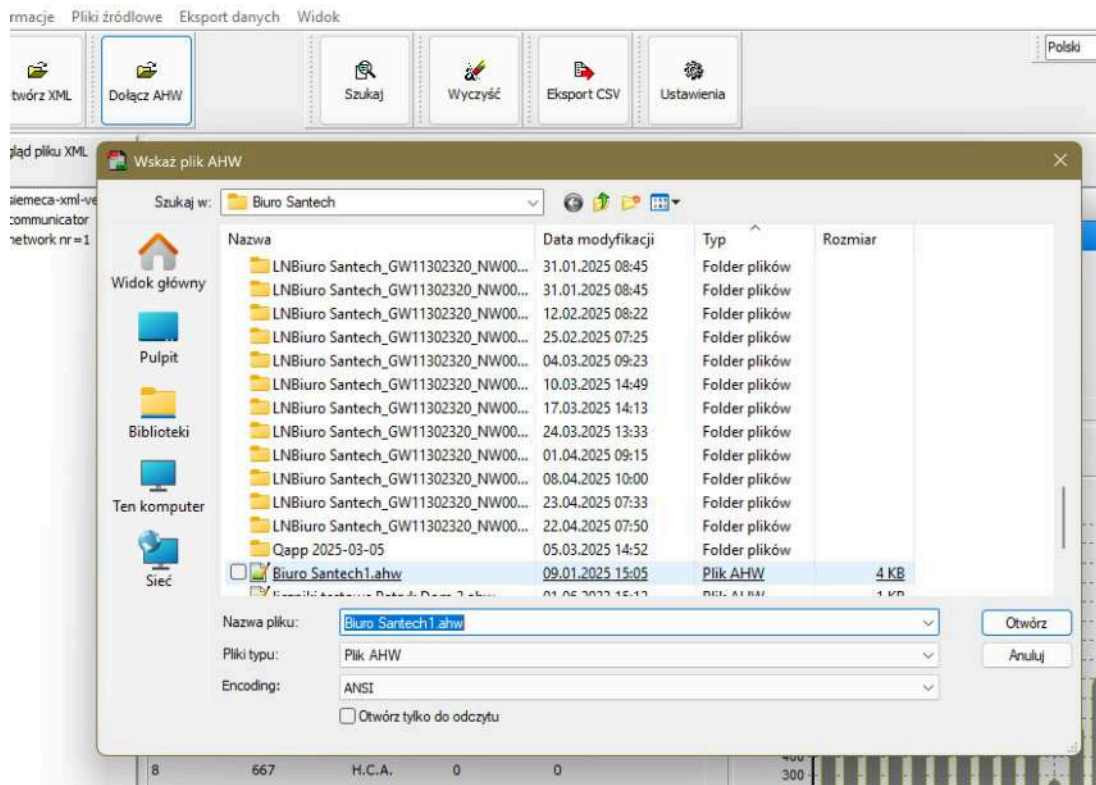 rmacje Pliki źródłowe Eksport danych Widok
Polski
twórz XML Dołącz AHW Szukaj Wyczyść Eksport CSV Ustawienia
gląd pliku XML
Wskaż plik AHW
siemeca-xml-ve
communicator
network nr=1
Szukaj w: Biuro Santech
Widok główny
Pulpit
Biblioteki
Ten komputer
Sieć
Nazwa Data modyfikacji Typ Rozmiar
LNBiuro Santech_GW11302320_NW00... 31.01.2025 08:45 Folder plików
LNBiuro Santech_GW11302320_NW00... 31.01.2025 08:45 Folder plików
LNBiuro Santech_GW11302320_NW00... 12.02.2025 08:22 Folder plików
LNBiuro Santech_GW11302320_NW00... 25.02.2025 07:25 Folder plików
LNBiuro Santech_GW11302320_NW00... 04.03.2025 09:23 Folder plików
LNBiuro Santech_GW11302320_NW00... 10.03.2025 14:49 Folder plików
LNBiuro Santech_GW11302320_NW00... 17.03.2025 14:13 Folder plików
LNBiuro Santech_GW11302320_NW00... 24.03.2025 13:33 Folder plików
LNBiuro Santech_GW11302320_NW00... 01.04.2025 09:15 Folder plików
LNBiuro Santech_GW11302320_NW00... 08.04.2025 10:00 Folder plików
LNBiuro Santech_GW11302320_NW00... 23.04.2025 07:33 Folder plików
LNBiuro Santech_GW11302320_NW00... 22.04.2025 07:50 Folder plików
Qapp 2025-03-05 05.03.2025 14:52 Folder plików
Biuro Santech1.ahw 09.01.2025 15:05 Plik AHW 4 KB
Nazwa pliku: Biuro Santech1.ahw Otwórz
Pliki typu: Plik AHW Anuluj
Encoding: ANSI
Otwórz tylko do odczytu
8 667 H.C.A. 0 0
300